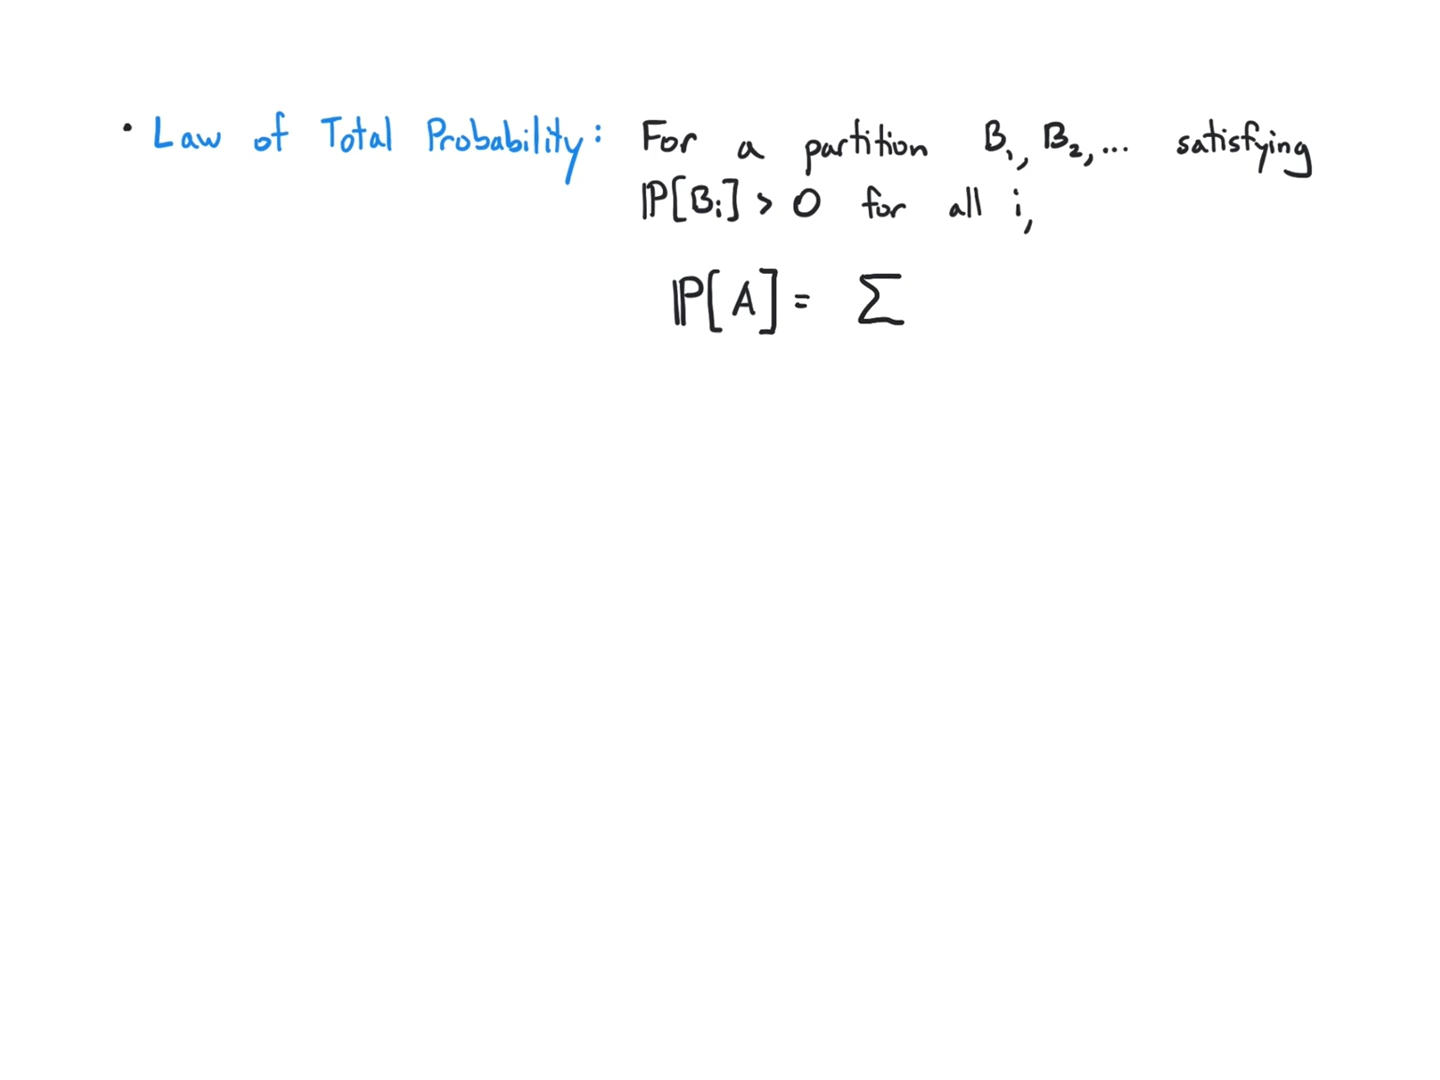 • Law of Total Probability: For a partition B₁, B₂, ... satisfying
ℙ[Bᵢ] > 0 for all i,
ℙ[A] = Σ